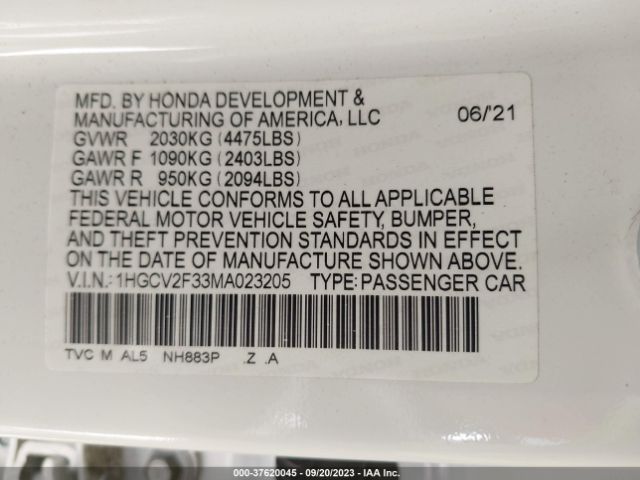 MFD. BY HONDA DEVELOPMENT &
MANUFACTURING OF AMERICA, LLC 06/'21
GVWR 2030KG (4475LBS)
GAWR F 1090KG (2403LBS)
GAWR R 950KG (2094LBS)
THIS VEHICLE CONFORMS TO ALL APPLICABLE
FEDERAL MOTOR VEHICLE SAFETY, BUMPER,
AND THEFT PREVENTION STANDARDS IN EFFECT
ON THE DATE OF MANUFACTURE SHOWN ABOVE.
V.I.N.: 1HGCV2F33MA023205 TYPE: PASSENGER CAR
TVC M AL5 NH883P .Z .A
000-37620045 - 09/20/2023 - IAA Inc.